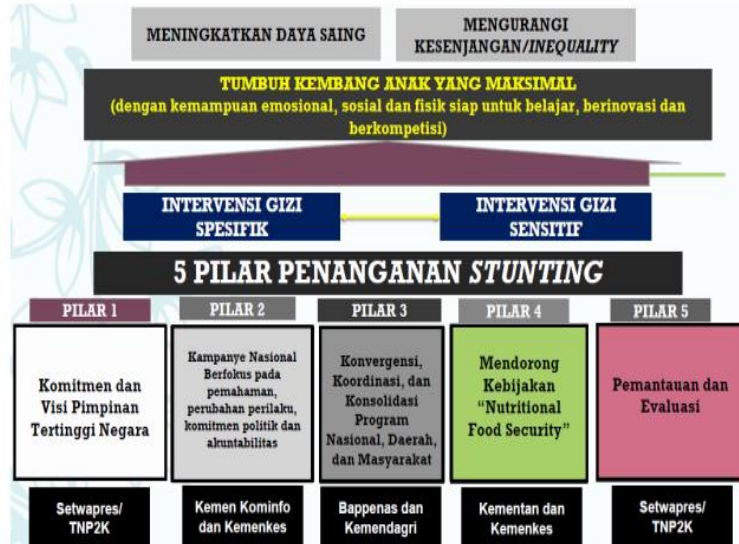 MENINGKATKAN DAYA SAING
MENGURANGI
KESENJANGAN/INEQUALITY
TUMBUH KEMBANG ANAK YANG MAKSIMAL
(dengan kemampuan emosional, sosial dan fisik siap untuk belajar, berinovasi dan
berkompetisi)
INTERVENSI GIZI
SPESIFIK
INTERVENSI GIZI
SENSITIF
5 PILAR PENANGANAN STUNTING
PILAR 1
Komitmen dan
Visi Pimpinan
Tertinggi Negara
Setwapres/
TNP2K
PILAR 2
Kampanye Nasional
Berfokus pada
pemahaman,
perubahan perilaku,
komitmen politik dan
akuntabilitas
Kemen Kominfo
dan Kemenkes
PILAR 3
Konvergensi,
Koordinasi, dan
Konsolidasi
Program
Nasional, Daerah,
dan Masyarakat
Bappenas dan
Kemendagri
PILAR 4
Mendorong
Kebijakan
“Nutritional
Food Security”
Kementan dan
Kemenkes
PILAR 5
Pemantauan dan
Evaluasi
Setwapres/
TNP2K